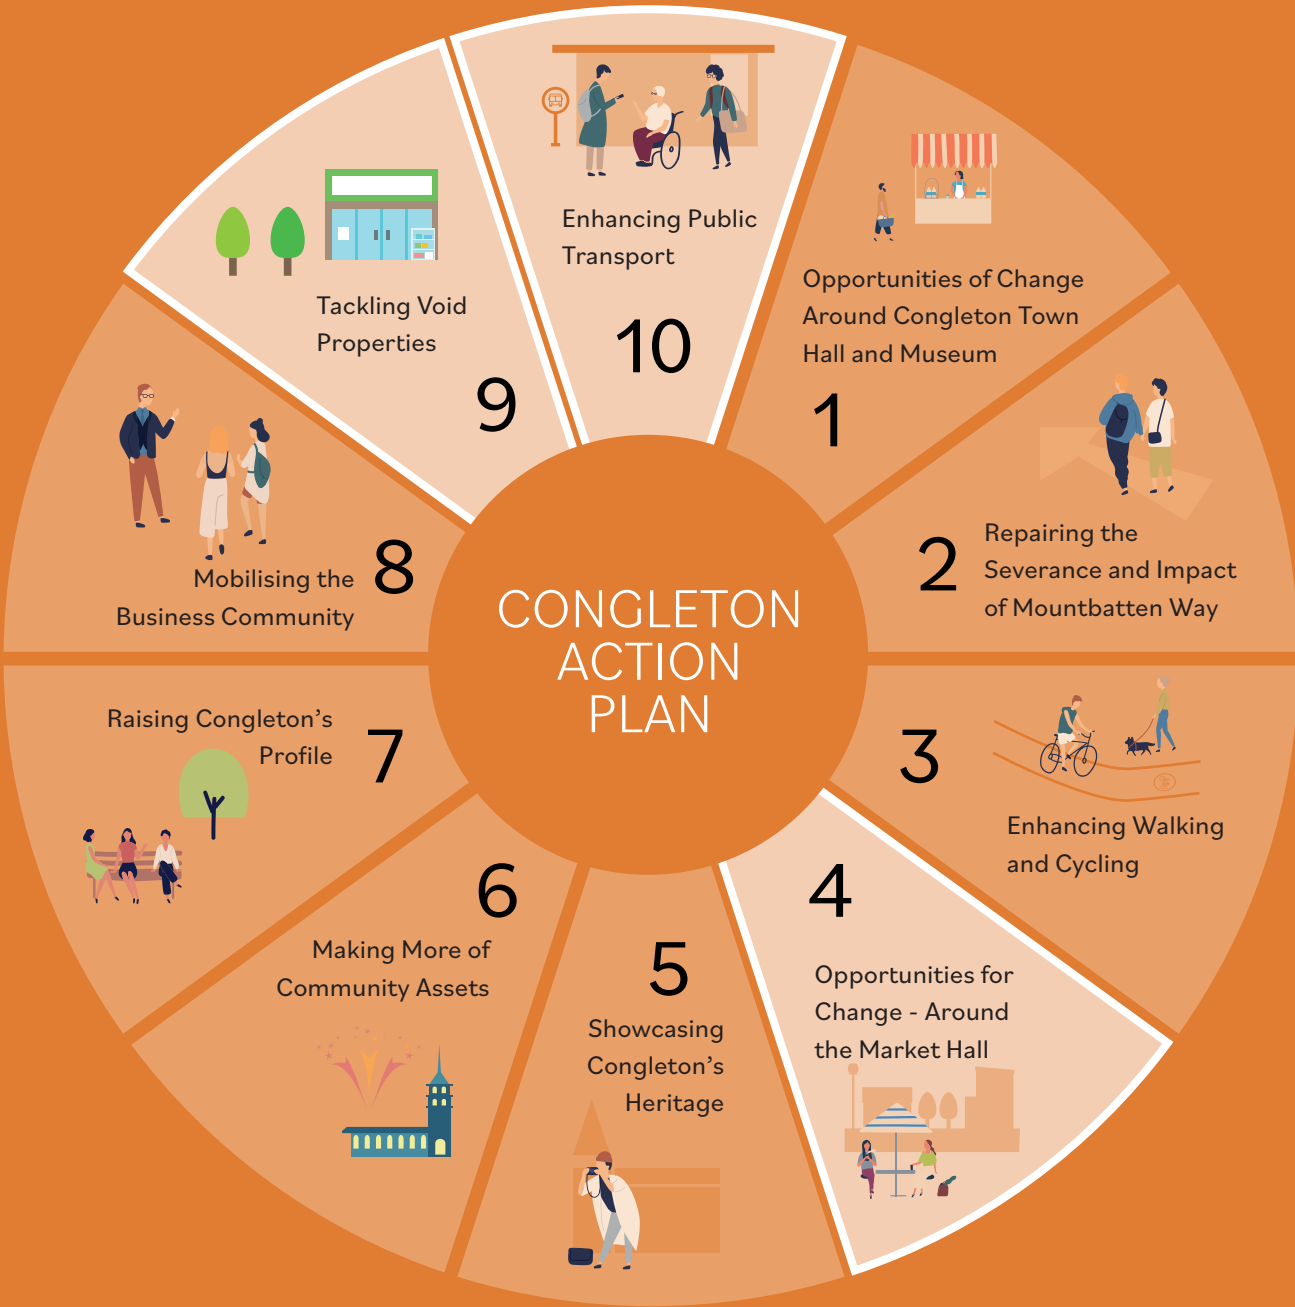 CONGLETON
ACTION
PLAN
1
Opportunities of Change
Around Congleton Town
Hall and Museum
2
Repairing the
Severance and Impact
of Mountbatten Way
3
Enhancing Walking
and Cycling
4
Opportunities for
Change - Around
the Market Hall
5
Showcasing
Congleton’s
Heritage
6
Making More of
Community Assets
7
Raising Congleton’s
Profile
8
Mobilising the
Business Community
9
Tackling Void
Properties
10
Enhancing Public
Transport